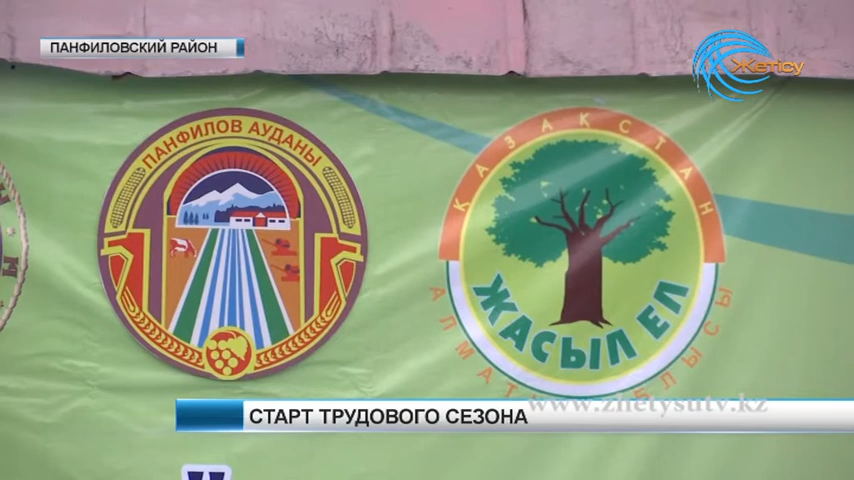 ПАНФИЛОВСКИЙ РАЙОН
Жетісу
ПАНФИЛОВ АУДАНЫ
ҚАЗАҚСТАН
ЖАСЫЛ ЕЛ
СТАРТ ТРУДОВОГО СЕЗОНА
www.zhetysutv.kz